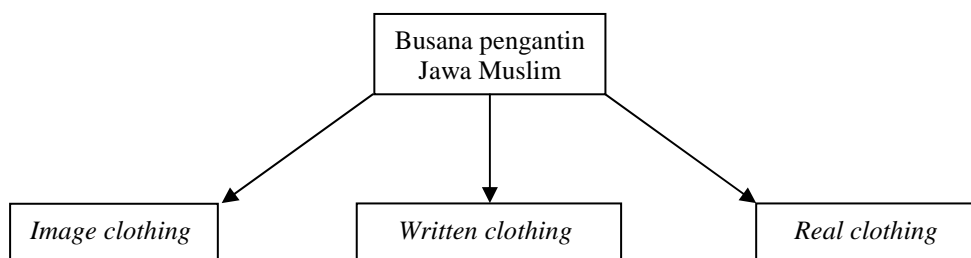 Busana pengantin
Jawa Muslim
Image clothing
Written clothing
Real clothing